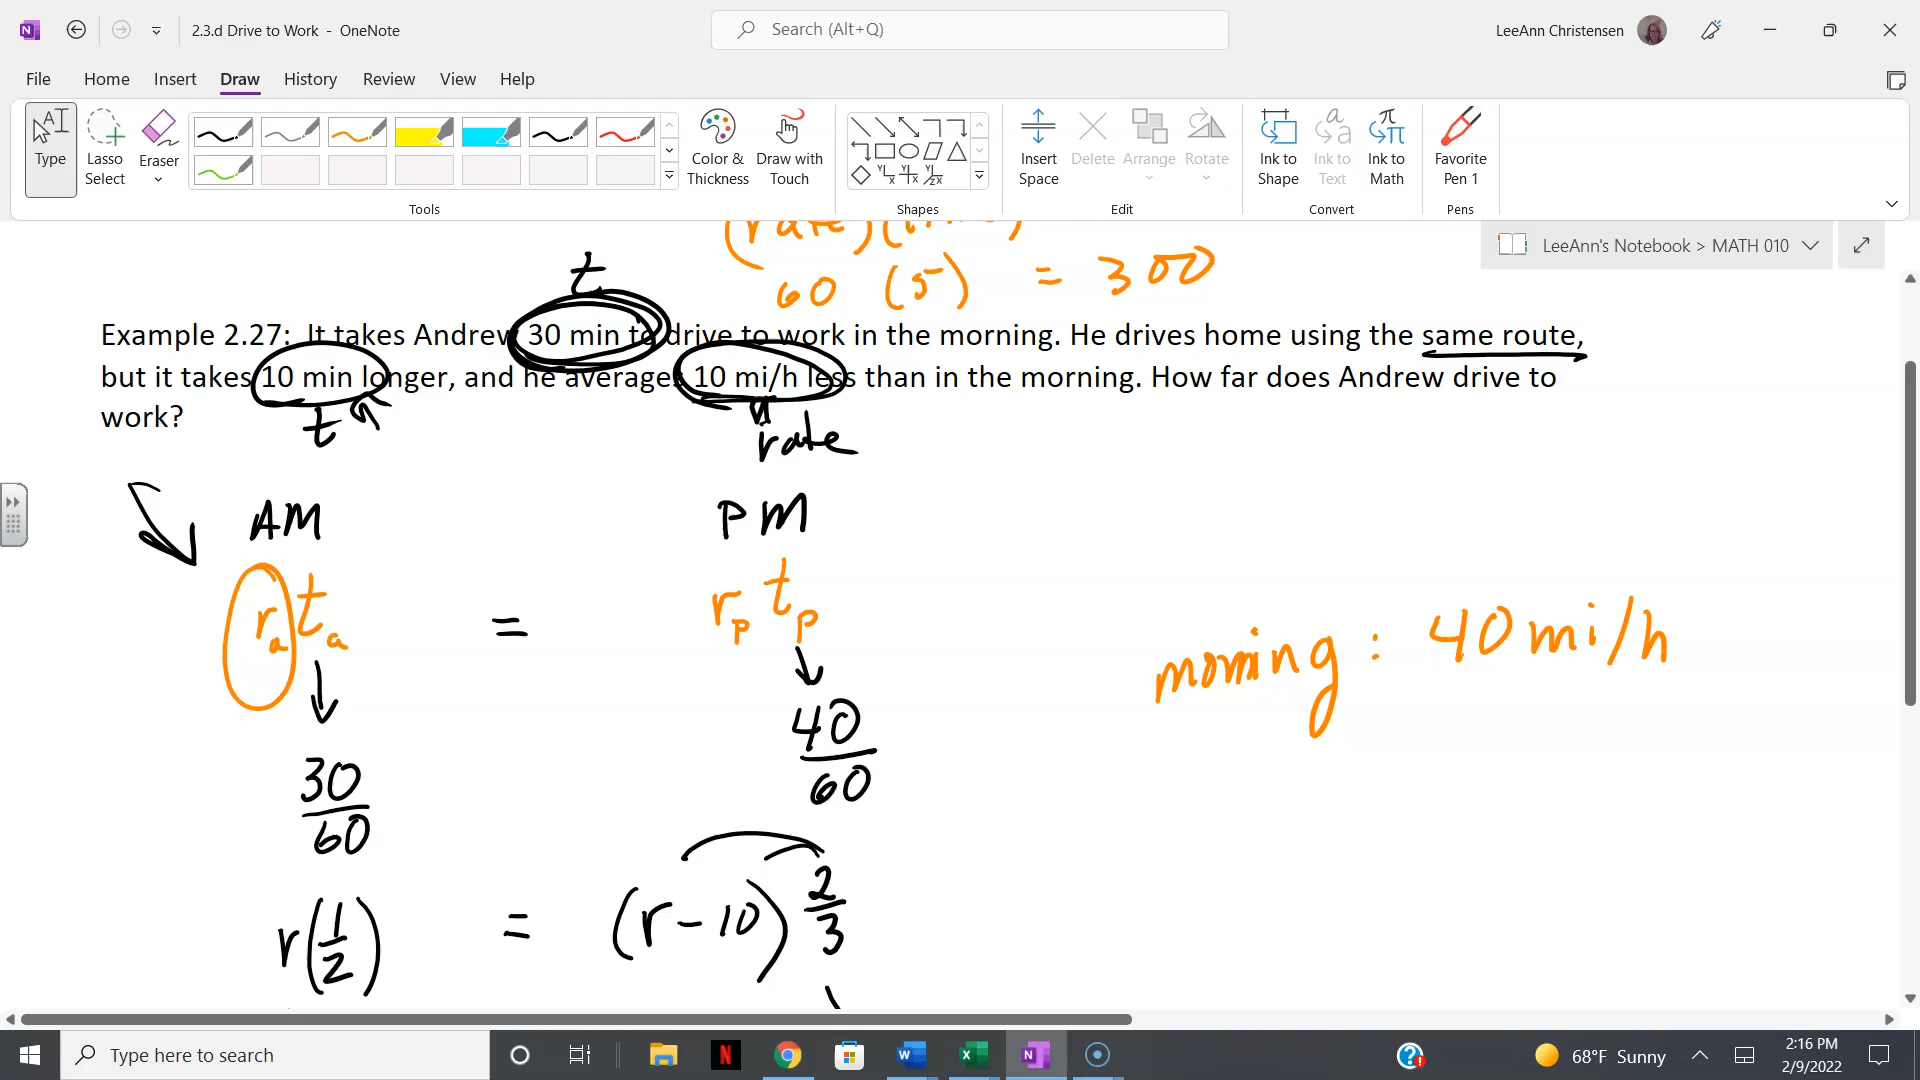 2.3.d Drive to Work - OneNote
Search (Alt+Q)
LeeAnn Christensen
File Home Insert Draw History Review View Help
Type
Lasso Select
Eraser
Color & Thickness
Draw with Touch
Insert Space
Delete
Arrange
Rotate
Ink to Shape
Ink to Text
Ink to Math
Favorite Pen 1
Tools
Shapes
Edit
Convert
Pens
LeeAnn's Notebook > MATH 010
(rate)
60 (5) = 300
t
Example 2.27: It takes Andrew 30 min to drive to work in the morning. He drives home using the same route,
but it takes 10 min longer, and he averages 10 mi/h less than in the morning. How far does Andrew drive to
work?
t
rate
AM PM
ra ta = rp tp
morning: 40 mi/h
30/60
40/60
r(1/2) = (r-10) 2/3
Type here to search
68°F Sunny
2:16 PM
2/9/2022